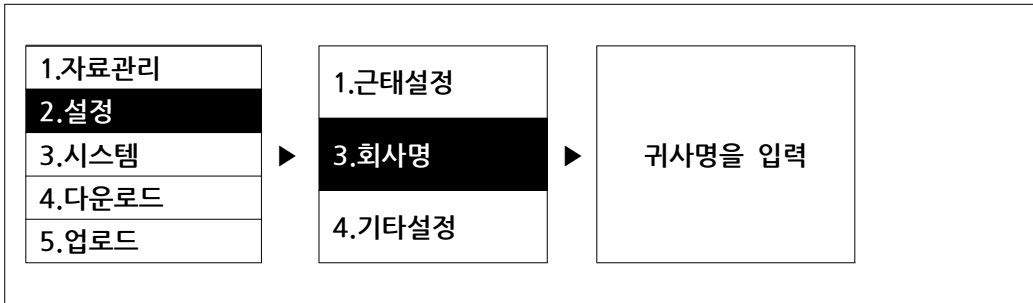 1.자료관리
2.설정
3.시스템
4.다운로드
5.업로드
▶
1.근태설정
3.회사명
4.기타설정
▶
귀사명을 입력